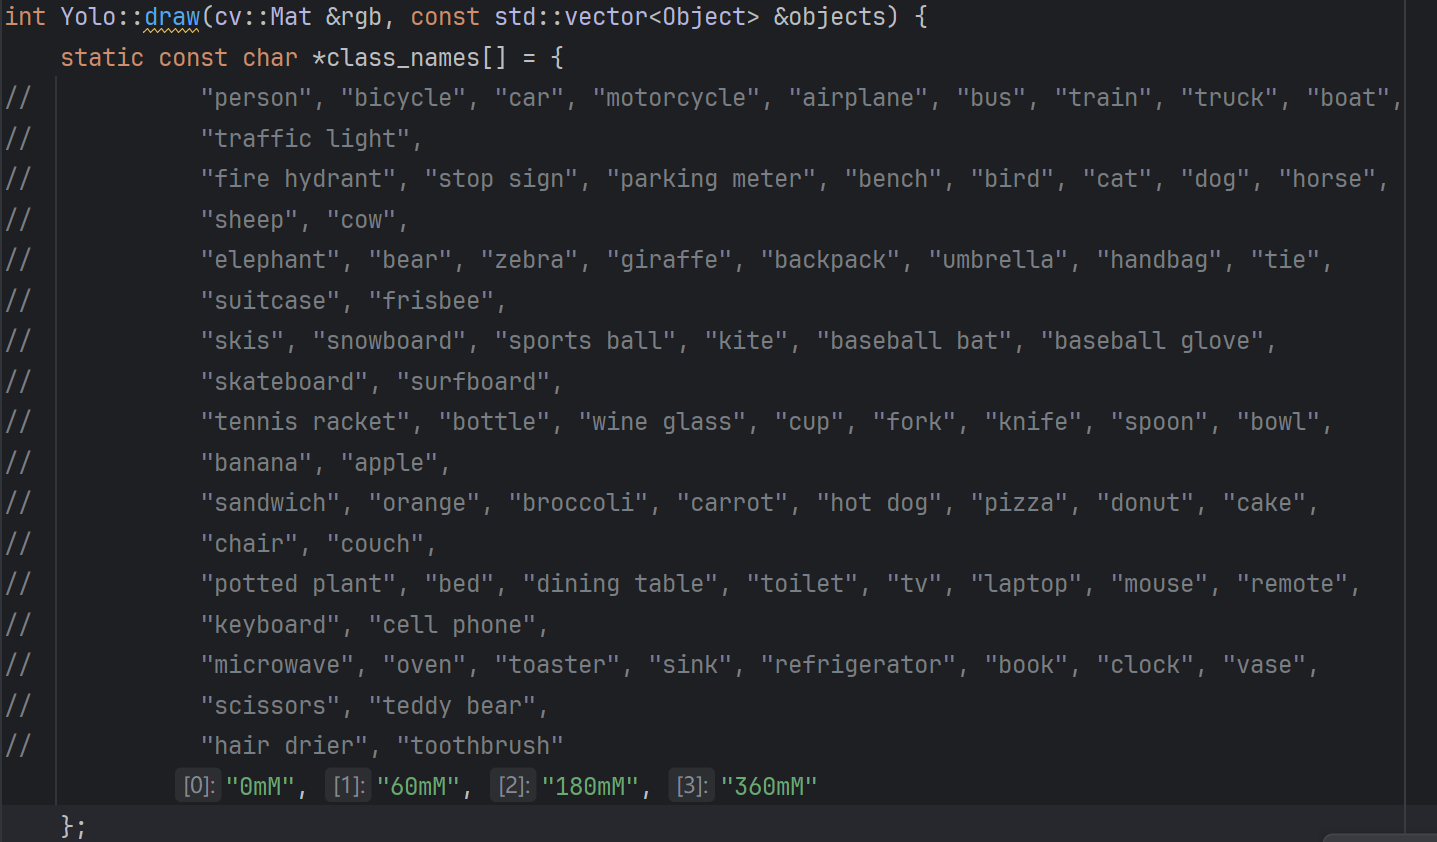 int Yolo::draw(cv::Mat &rgb, const std::vector<Object> &objects) {
    static const char *class_names[] = {
//            "person", "bicycle", "car", "motorcycle", "airplane", "bus", "train", "truck", "boat",
//            "traffic light",
//            "fire hydrant", "stop sign", "parking meter", "bench", "bird", "cat", "dog", "horse",
//            "sheep", "cow",
//            "elephant", "bear", "zebra", "giraffe", "backpack", "umbrella", "handbag", "tie",
//            "suitcase", "frisbee",
//            "skis", "snowboard", "sports ball", "kite", "baseball bat", "baseball glove",
//            "skateboard", "surfboard",
//            "tennis racket", "bottle", "wine glass", "cup", "fork", "knife", "spoon", "bowl",
//            "banana", "apple",
//            "sandwich", "orange", "broccoli", "carrot", "hot dog", "pizza", "donut", "cake",
//            "chair", "couch",
//            "potted plant", "bed", "dining table", "toilet", "tv", "laptop", "mouse", "remote",
//            "keyboard", "cell phone",
//            "microwave", "oven", "toaster", "sink", "refrigerator", "book", "clock", "vase",
//            "scissors", "teddy bear",
//            "hair drier", "toothbrush"
            [0]: "0mM", [1]: "60mM", [2]: "180mM", [3]: "360mM"
    };